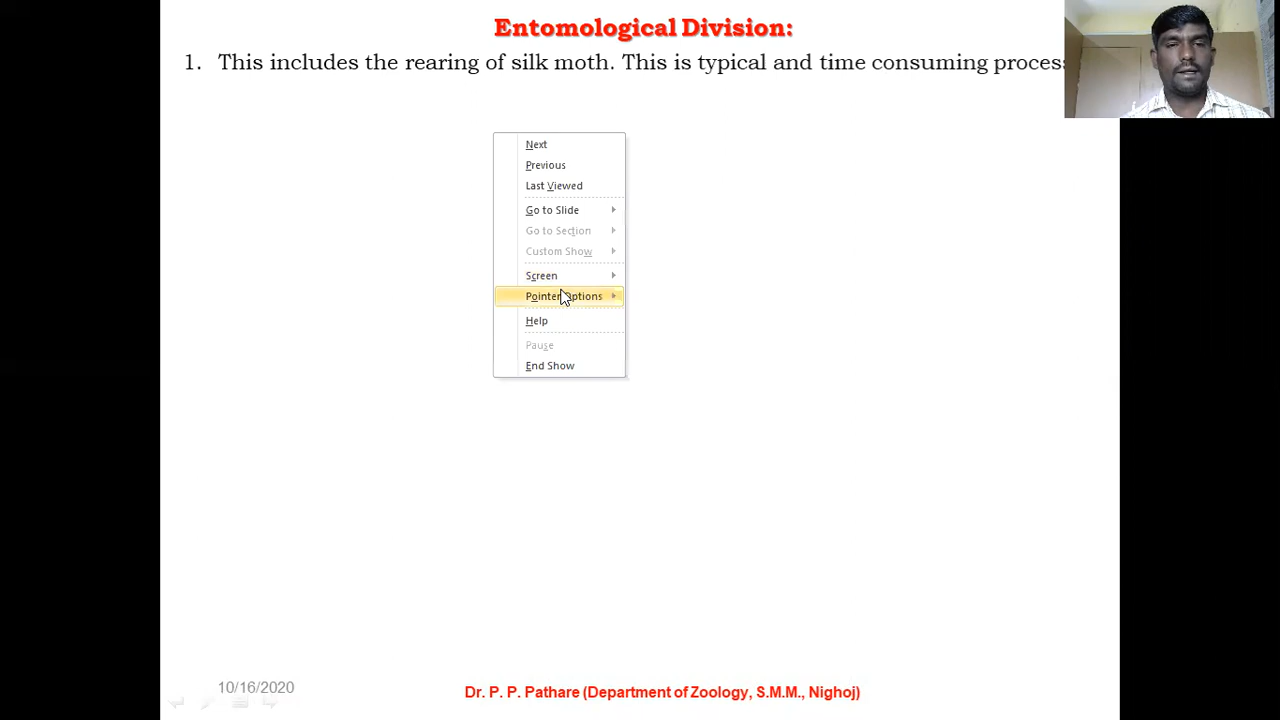 Entomological Division:
1. This includes the rearing of silk moth. This is typical and time consuming
Next
Previous
Last Viewed
Go to Slide
Go to Section
Custom Show
Screen
Pointer Options
Help
Pause
End Show
10/16/2020
Dr. P. P. Pathare (Department of Zoology, S.M.M., Nighoj)